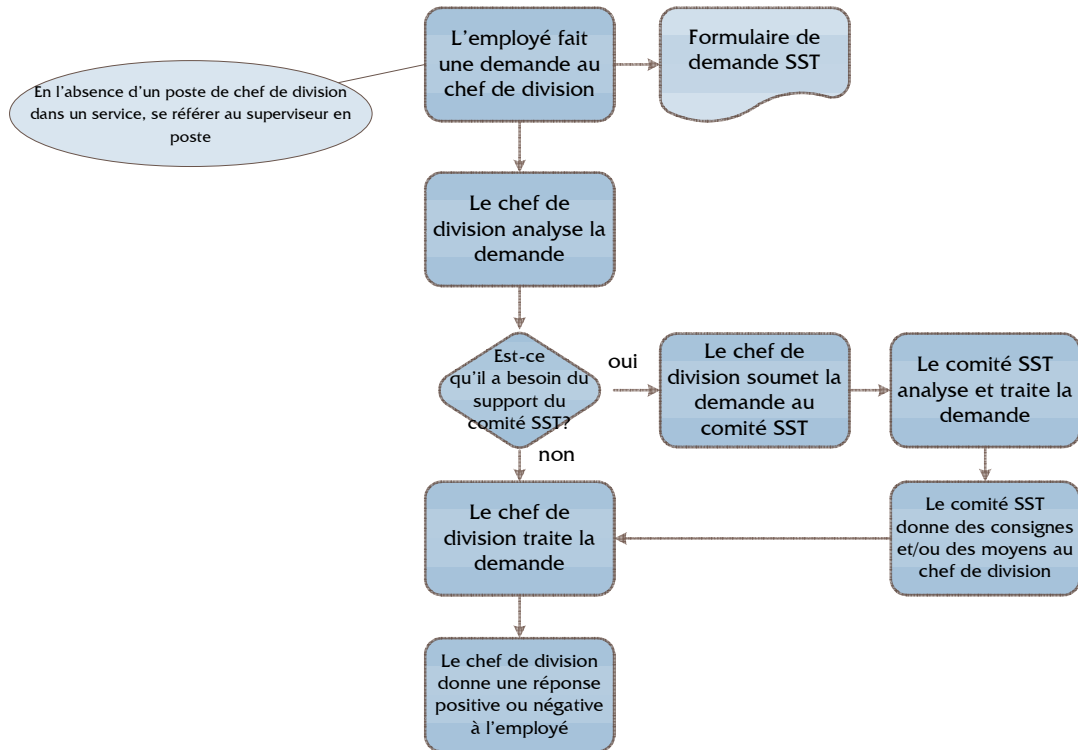 L'employé fait
une demande au
chef de division
Formulaire de
demande SST
En l'absence d'un poste de chef de division
dans un service, se référer au superviseur en
poste
Le chef de
division analyse la
demande
Est-ce
qu'il a besoin du
support du
comité SST?
oui
Le chef de
division soumet la
demande au
comité SST
Le comité SST
analyse et traite la
demande
non
Le chef de
division traite la
demande
Le comité SST
donne des consignes
et/ou des moyens au
chef de division
Le chef de division
donne une réponse
positive ou négative
à l'employé